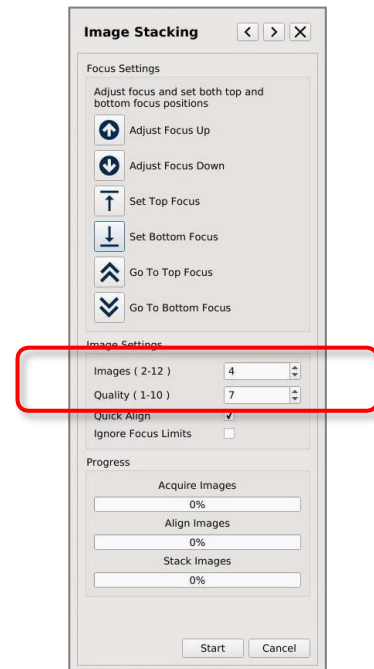 Image Stacking
Focus Settings
Adjust focus and set both top and
bottom focus positions
Adjust Focus Up
Adjust Focus Down
Set Top Focus
Set Bottom Focus
Go To Top Focus
Go To Bottom Focus
Image Settings
Images ( 2-12 ) 4
Quality ( 1-10 ) 7
Quick Align
Ignore Focus Limits
Progress
Acquire Images
0%
Align Images
0%
Stack Images
0%
Start Cancel